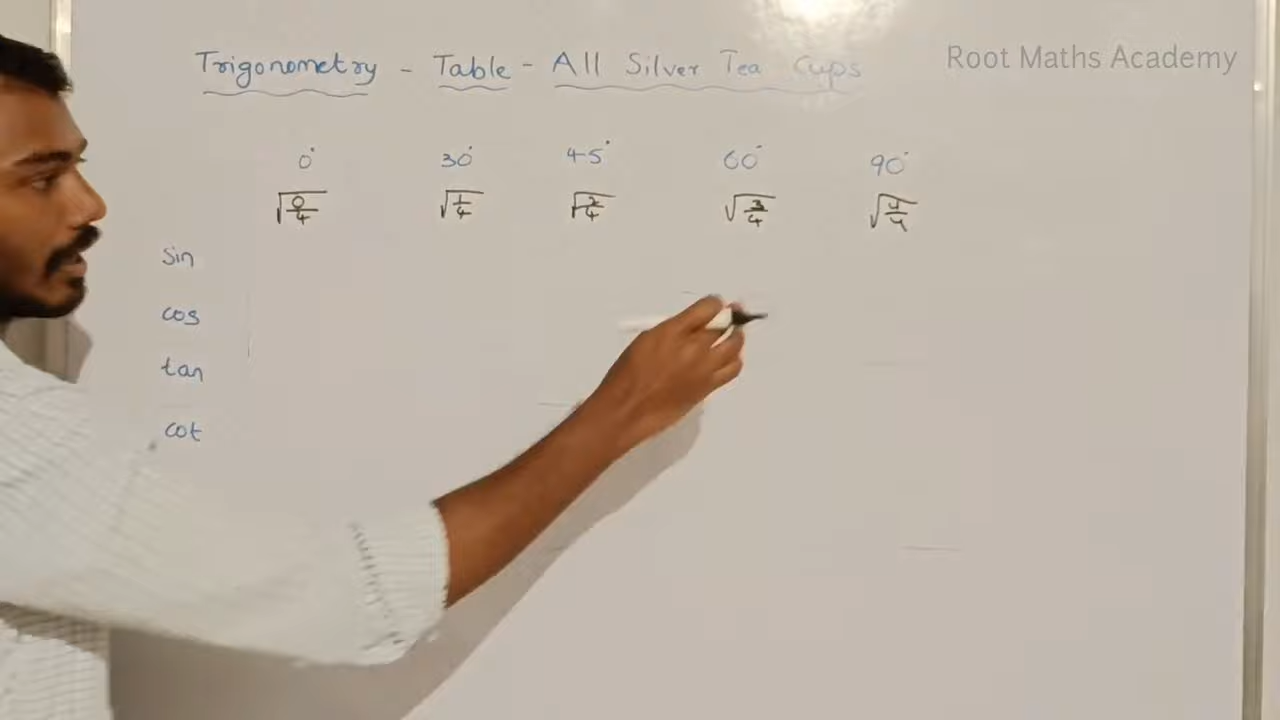 Trigonometry - Table - All Silver Tea Cups
Root Maths Academy
0° 30° 45° 60° 90°
√0/4 √1/4 √2/4 √3/4 √4/4
sin
cos
tan
cot